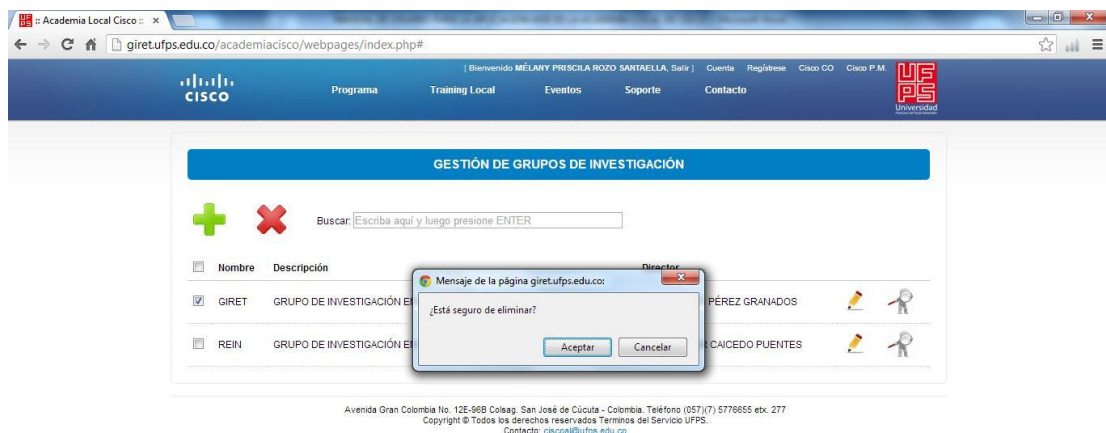 :: Academia Local Cisco ::
giret.ufps.edu.co/academiacisco/webpages/index.php#
[ Bienvenido MÉLANY PRISCILA ROZO SANTAELLA, Salir ] Cuenta Regístrese Cisco CO Cisco P.M.
CISCO
Programa Training Local Eventos Soporte Contacto
UFPS
Universidad
GESTIÓN DE GRUPOS DE INVESTIGACIÓN
Buscar: Escriba aquí y luego presione ENTER
Nombre Descripción Director
Mensaje de la página giret.ufps.edu.co:
GIRET GRUPO DE INVESTIGACIÓN PÉREZ GRANADOS
¿Está seguro de eliminar?
Aceptar Cancelar
REIN GRUPO DE INVESTIGACIÓN CAICEDO PUENTES
Avenida Gran Colombia No. 12E-96B Colsag. San José de Cúcuta - Colombia. Teléfono (057)(7) 5776655 etx. 277
Copyright © Todos los derechos reservados Terminos del Servicio UFPS.
Contacto: ciscoal@ufps.edu.co